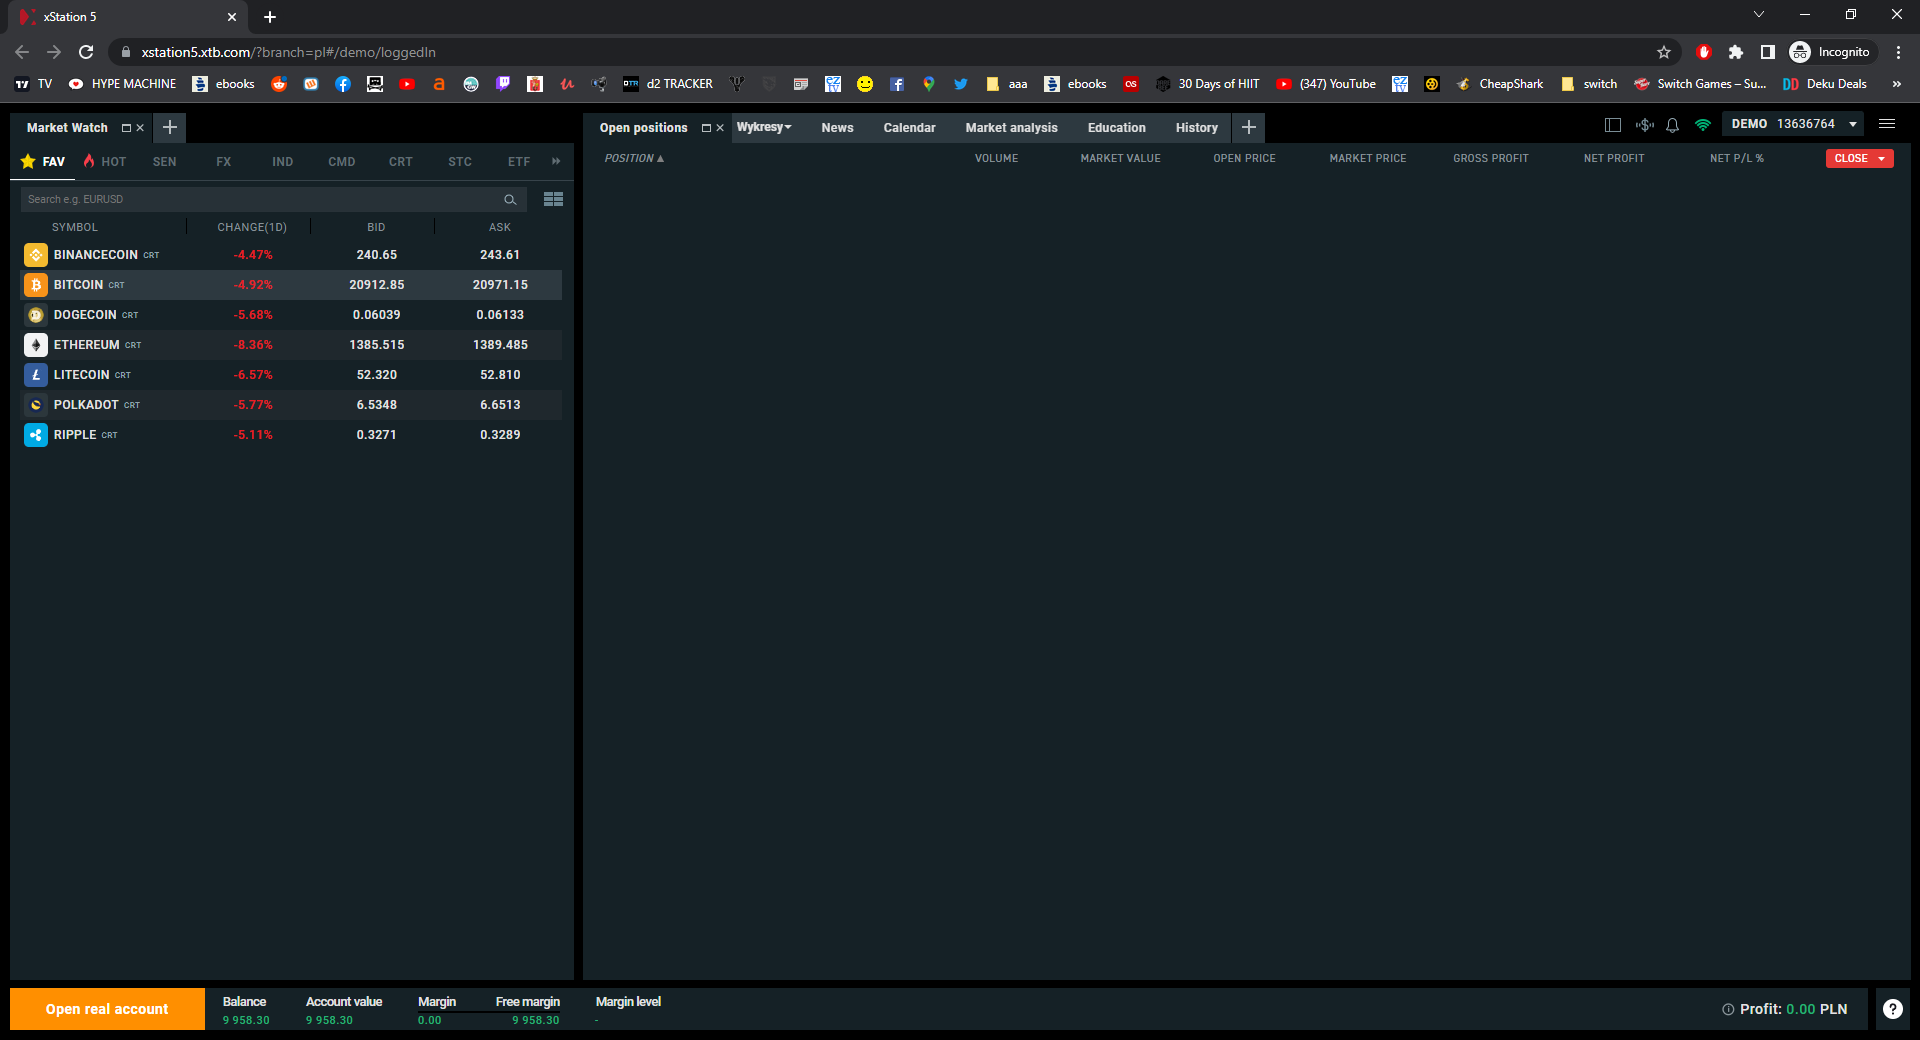 xStation 5
xstation5.xtb.com/?branch=pl#/demo/loggedIn
Incognito
TV HYPE MACHINE ebooks d2 TRACKER aaa ebooks 30 Days of HIIT (347) YouTube CheapShark switch Switch Games – Su... Deku Deals »
Market Watch
Open positions Wykresy News Calendar Market analysis Education History
DEMO 13636764
FAV HOT SEN FX IND CMD CRT STC ETF
POSITION VOLUME MARKET VALUE OPEN PRICE MARKET PRICE GROSS PROFIT NET PROFIT NET P/L % CLOSE
Search e.g. EURUSD
SYMBOL CHANGE(1D) BID ASK
BINANCECOIN CRT -4.47% 240.65 243.61
BITCOIN CRT -4.92% 20912.85 20971.15
DOGECOIN CRT -5.68% 0.06039 0.06133
ETHEREUM CRT -8.36% 1385.515 1389.485
LITECOIN CRT -6.57% 52.320 52.810
POLKADOT CRT -5.77% 6.5348 6.6513
RIPPLE CRT -5.11% 0.3271 0.3289
Open real account
Balance Account value Margin Free margin Margin level
9 958.30 9 958.30 0.00 9 958.30 -
Profit: 0.00 PLN